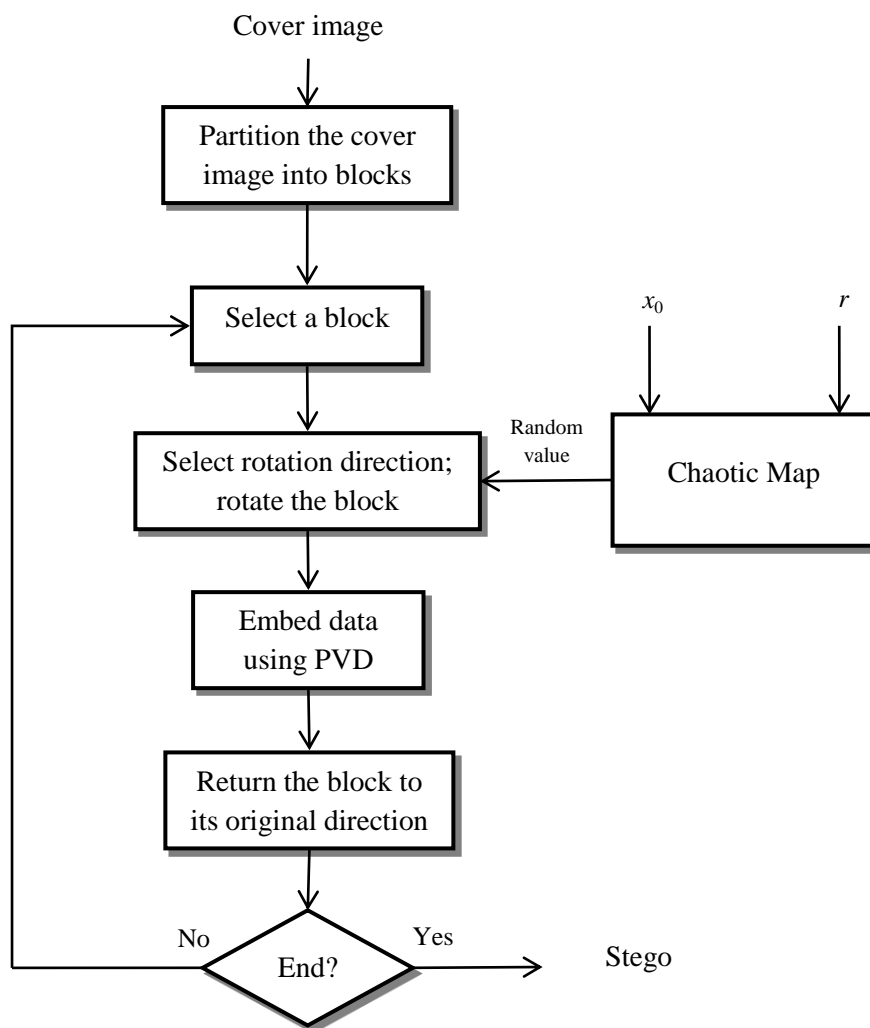 Cover image
Partition the cover
image into blocks
Select a block
x₀
r
Random
value
Select rotation direction;
rotate the block
Chaotic Map
Embed data
using PVD
Return the block to
its original direction
No
Yes
End?
Stego